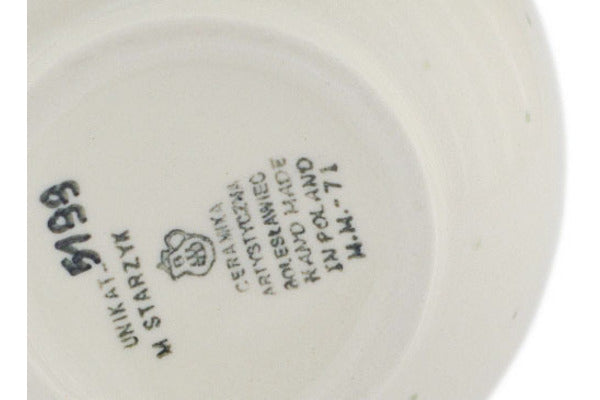 5199
UNIKAT
M STARZYK
CERAMIKA
ARTYSTYCZNA
BOLESŁAWIEC
HAND MADE
IN POLAND
M.M.-71